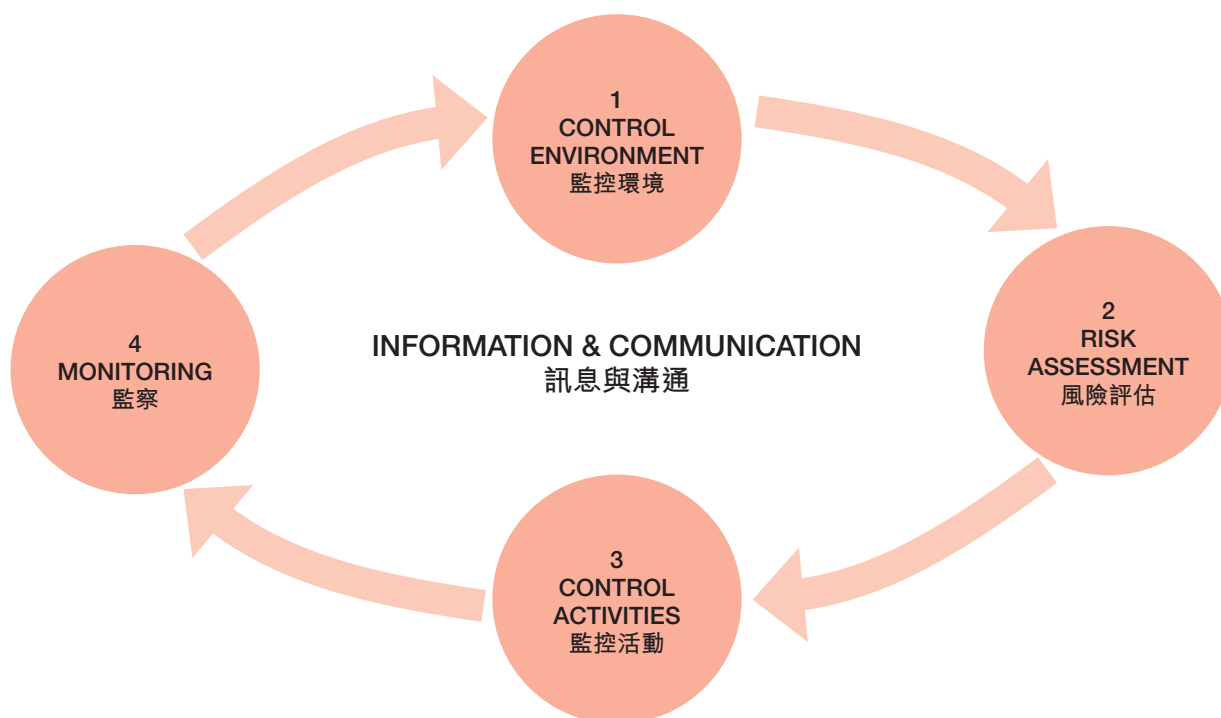 1
CONTROL
ENVIRONMENT
監控環境
2
RISK
ASSESSMENT
風險評估
3
CONTROL
ACTIVITIES
監控活動
4
MONITORING
監察
INFORMATION & COMMUNICATION
訊息與溝通